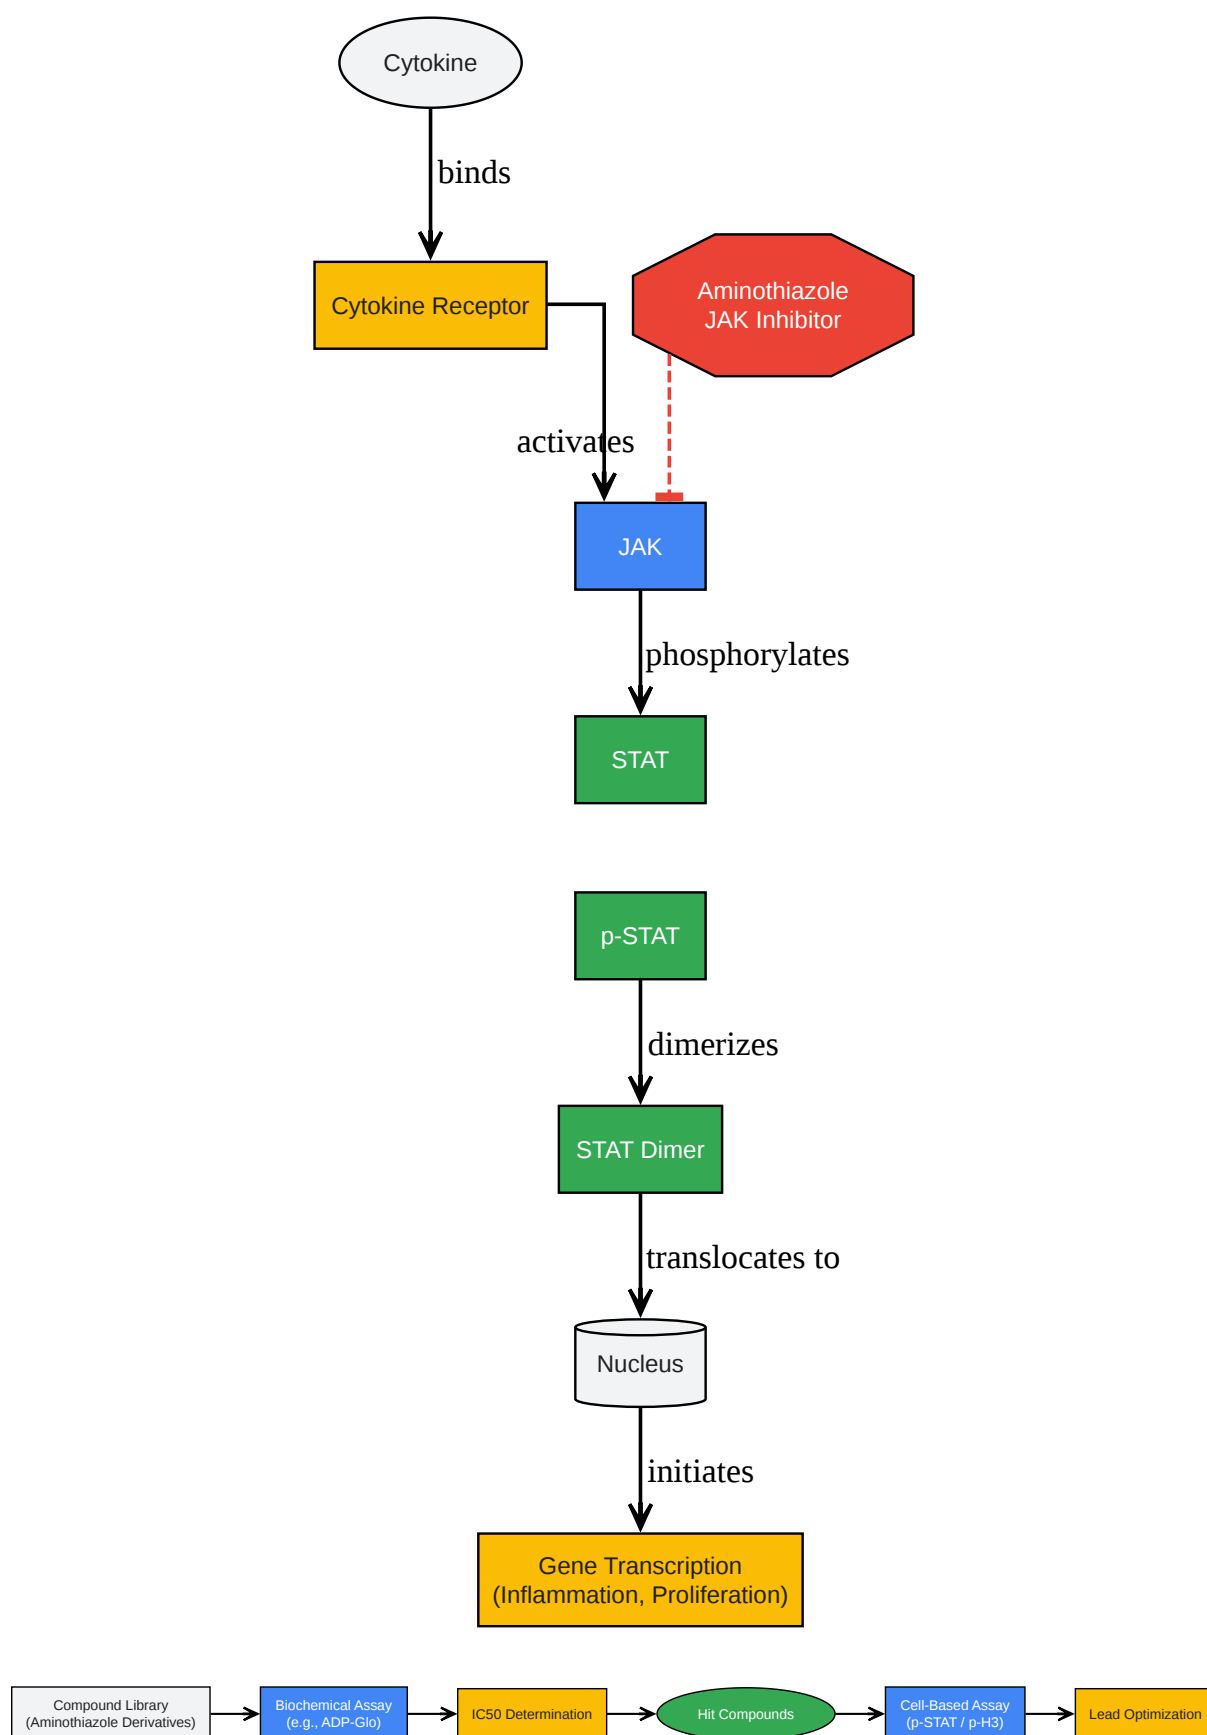 Cytokine
binds
Cytokine Receptor
Aminothiazole
JAK Inhibitor
activates
JAK
phosphorylates
STAT
p-STAT
dimerizes
STAT Dimer
translocates to
Nucleus
initiates
Gene Transcription
(Inflammation, Proliferation)
Compound Library
(Aminothiazole Derivatives)
Biochemical Assay
(e.g., ADP-Glo)
IC50 Determination
Hit Compounds
Cell-Based Assay
(p-STAT / p-H3)
Lead Optimization